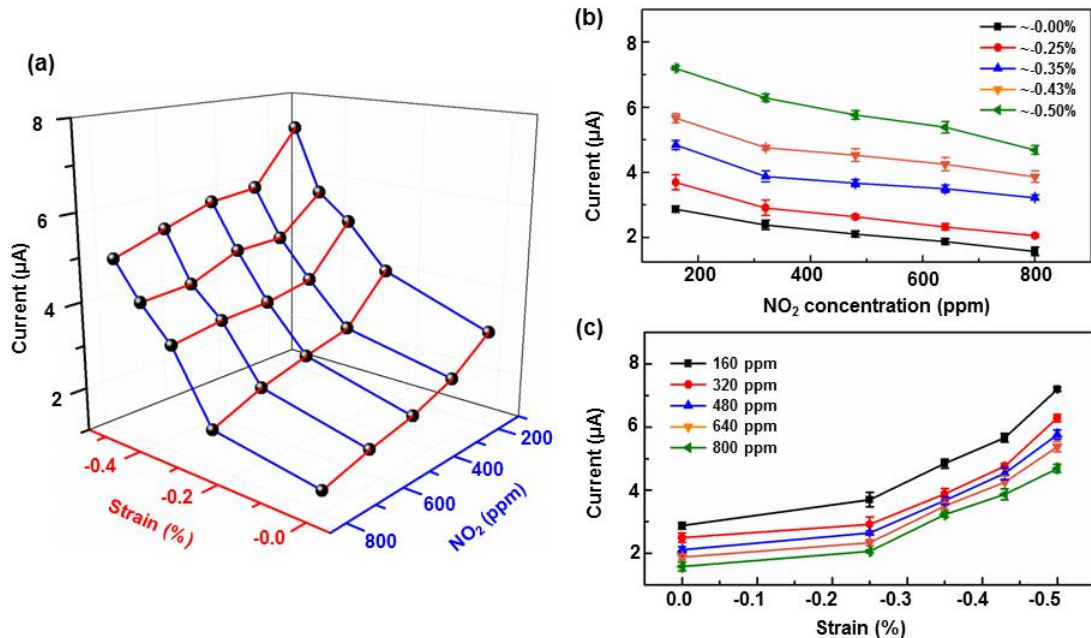 (a)
8
6
4
2
Current (µA)
-0.4
-0.2
-0.0
Strain (%)
200
400
600
800
NO₂ (ppm)
(b)
8
6
4
2
Current (µA)
~-0.00%
~-0.25%
~-0.35%
~-0.43%
~-0.50%
200 400 600 800
NO₂ concentration (ppm)
(c)
8
6
4
2
Current (µA)
160 ppm
320 ppm
480 ppm
640 ppm
800 ppm
0.0 -0.1 -0.2 -0.3 -0.4 -0.5
Strain (%)